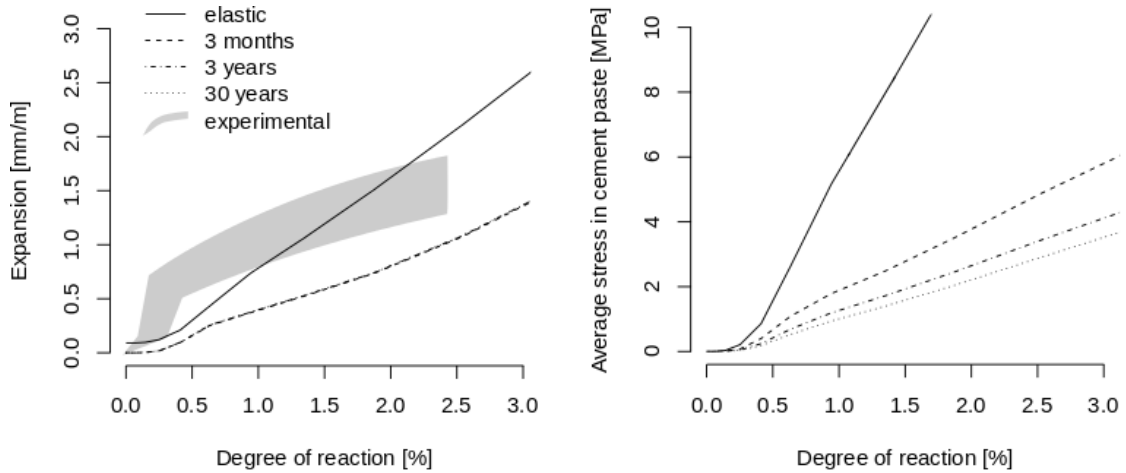 elastic
3 months
3 years
30 years
experimental
Expansion [mm/m]
3.0
2.5
2.0
1.5
1.0
0.5
0.0
0.0 0.5 1.0 1.5 2.0 2.5 3.0
Degree of reaction [%]
Average stress in cement paste [MPa]
10
8
6
4
2
0
0.0 0.5 1.0 1.5 2.0 2.5 3.0
Degree of reaction [%]